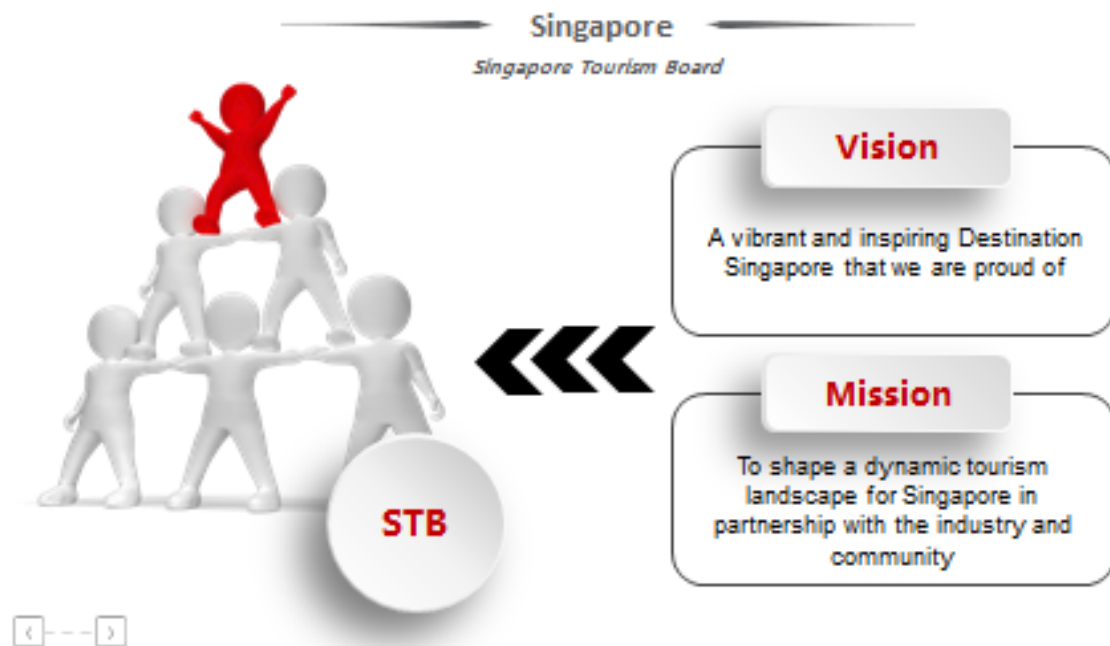 Singapore
Singapore Tourism Board
Vision
A vibrant and inspiring Destination
Singapore that we are proud of
Mission
To shape a dynamic tourism
landscape for Singapore in
partnership with the industry and
community
STB